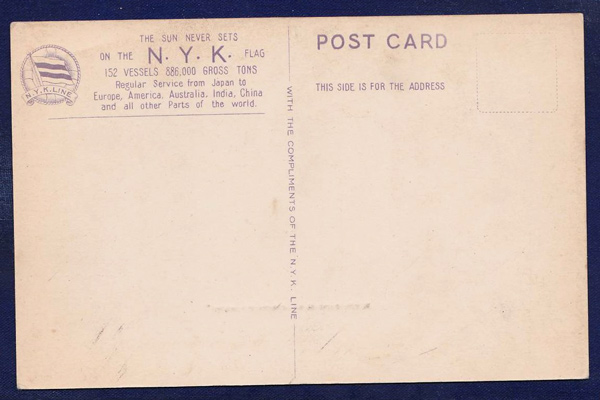 THE SUN NEVER SETS
ON THE N. Y. K. FLAG
152 VESSELS 886,000 GROSS TONS
Regular Service from Japan to
Europe, America, Australia, India, China
and all other Parts of the world.
N.Y.K. LINE
WITH THE COMPLIMENTS OF THE N.Y.K. LINE
POST CARD
THIS SIDE IS FOR THE ADDRESS